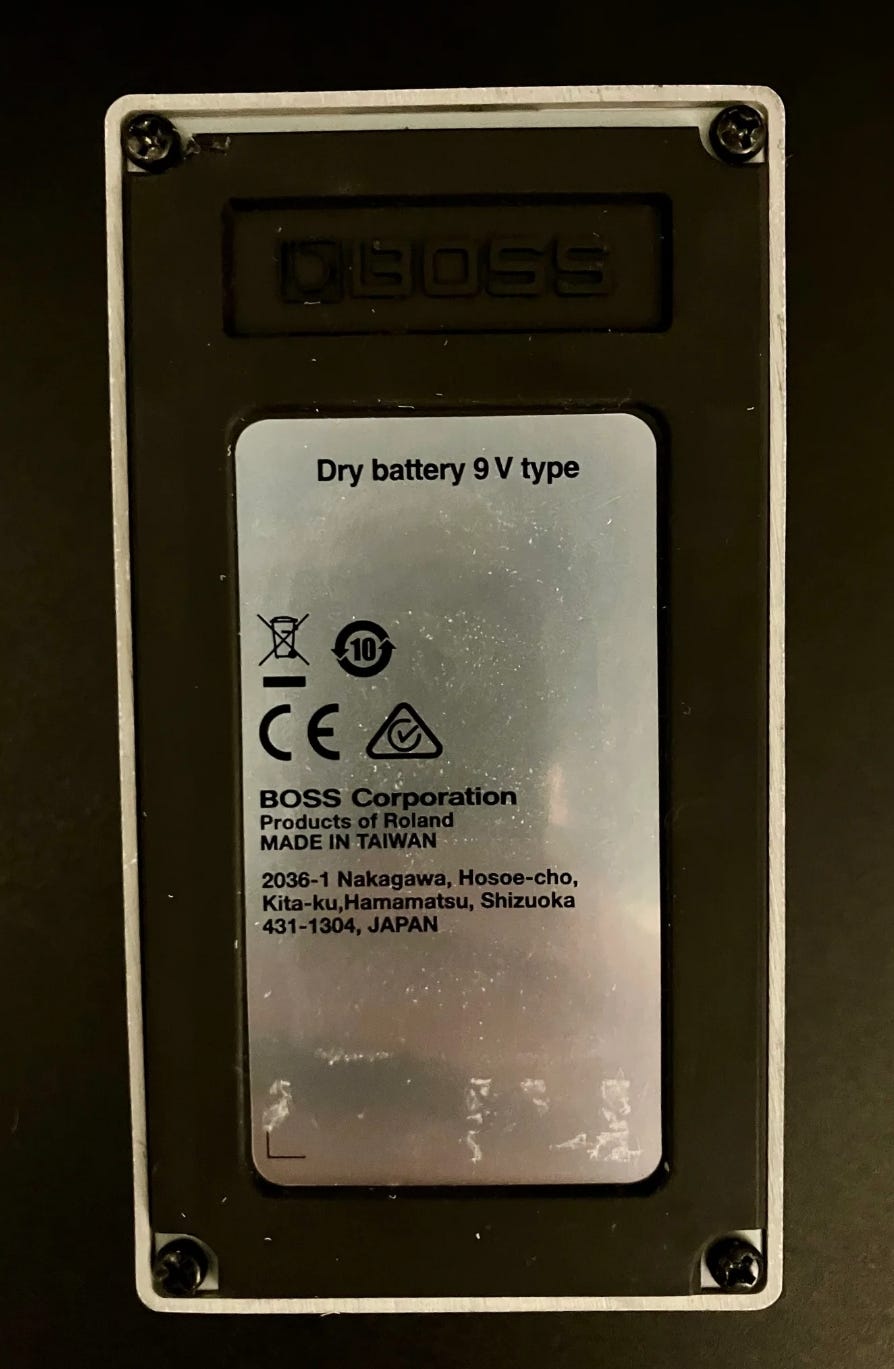 BOSS
Dry battery 9 V type
10
CE
BOSS Corporation
Products of Roland
MADE IN TAIWAN
2036-1 Nakagawa, Hosoe-cho,
Kita-ku,Hamamatsu, Shizuoka
431-1304, JAPAN